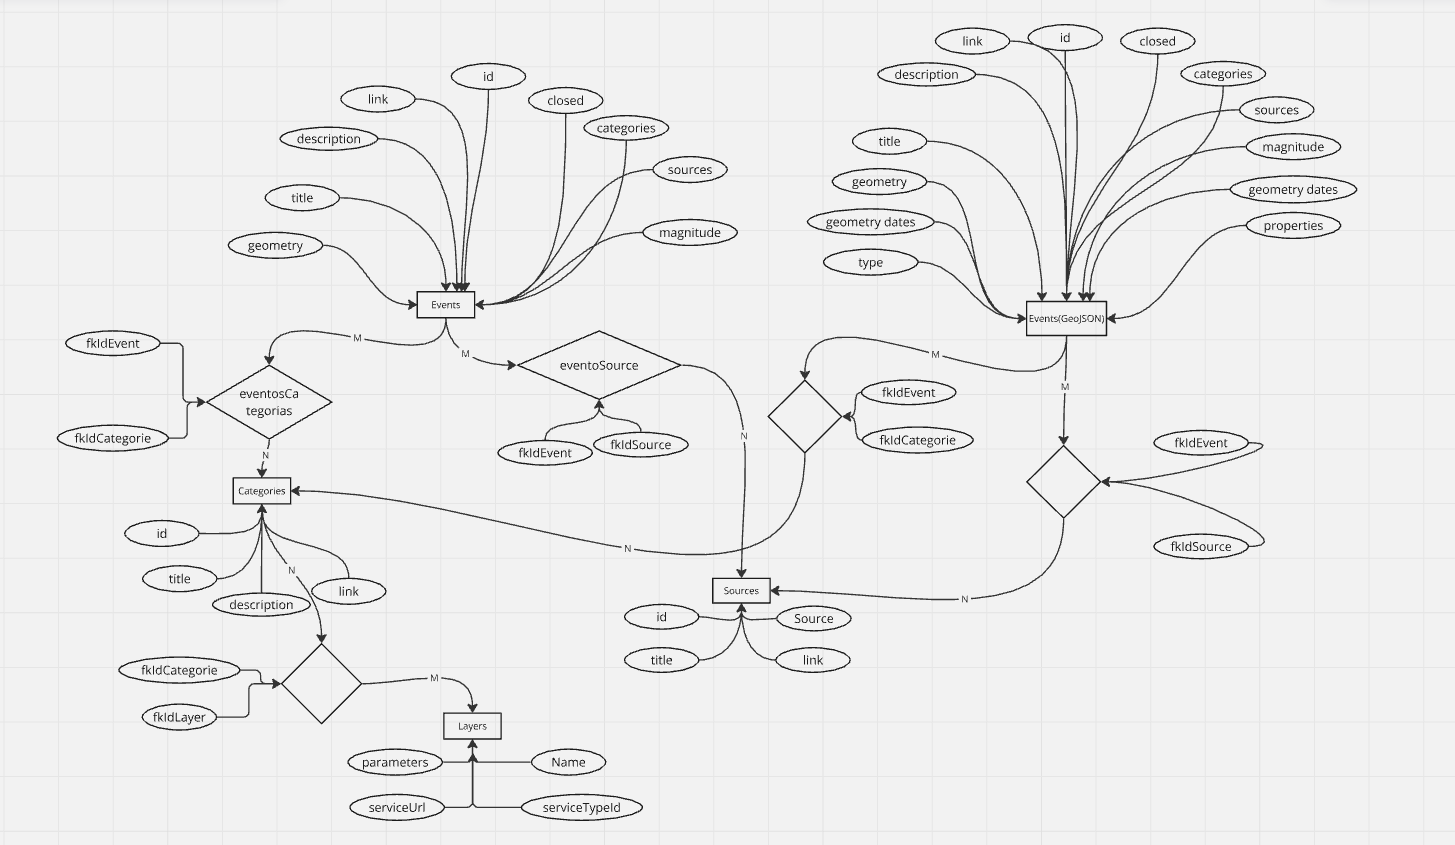 link
id
closed
description
categories
sources
title
magnitude
geometry
geometry dates
geometry dates
properties
type
Events(GeoJSON)
id
link
closed
description
categories
sources
title
magnitude
geometry
Events
M
M
fkIdEvent
eventosCa
tegorias
fkIdCategorie
N
eventoSource
fkIdEvent
fkIdSource
N
M
fkIdEvent
fkIdCategorie
N
M
fkIdEvent
fkIdSource
N
Categories
id
title
description
link
N
Sources
id
Source
title
link
fkIdCategorie
fkIdLayer
M
Layers
parameters
Name
serviceUrl
serviceTypeId